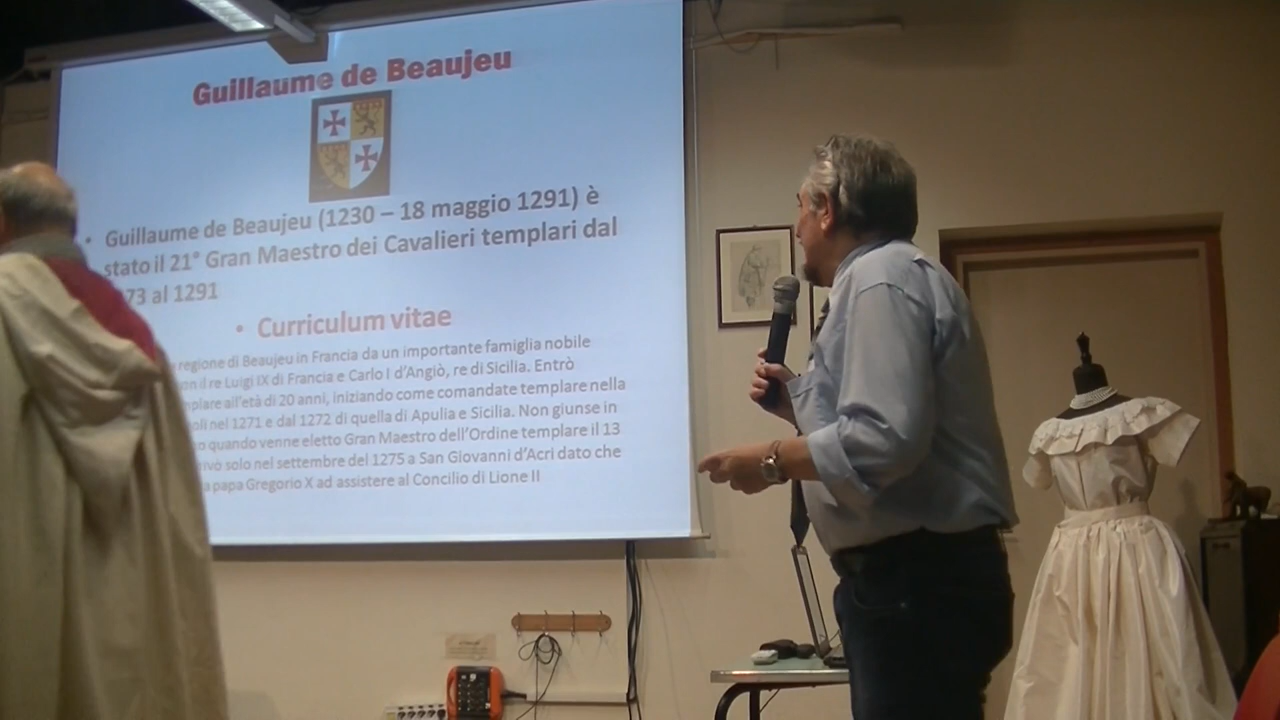 Guillaume de Beaujeu
• Guillaume de Beaujeu (1230 – 18 maggio 1291) è
stato il 21° Gran Maestro dei Cavalieri templari dal
73 al 1291
• Curriculum vitae
regione di Beaujeu in Francia da un importante famiglia nobile
il re Luigi IX di Francia e Carlo I d'Angiò, re di Sicilia. Entrò
all'età di 20 anni, iniziando come comandate templare nella
nel 1271 e dal 1272 di quella di Apulia e Sicilia. Non giunse in
quando venne eletto Gran Maestro dell'Ordine templare il 13
solo nel settembre del 1275 a San Giovanni d'Acri dato che
papa Gregorio X ad assistere al Concilio di Lione II